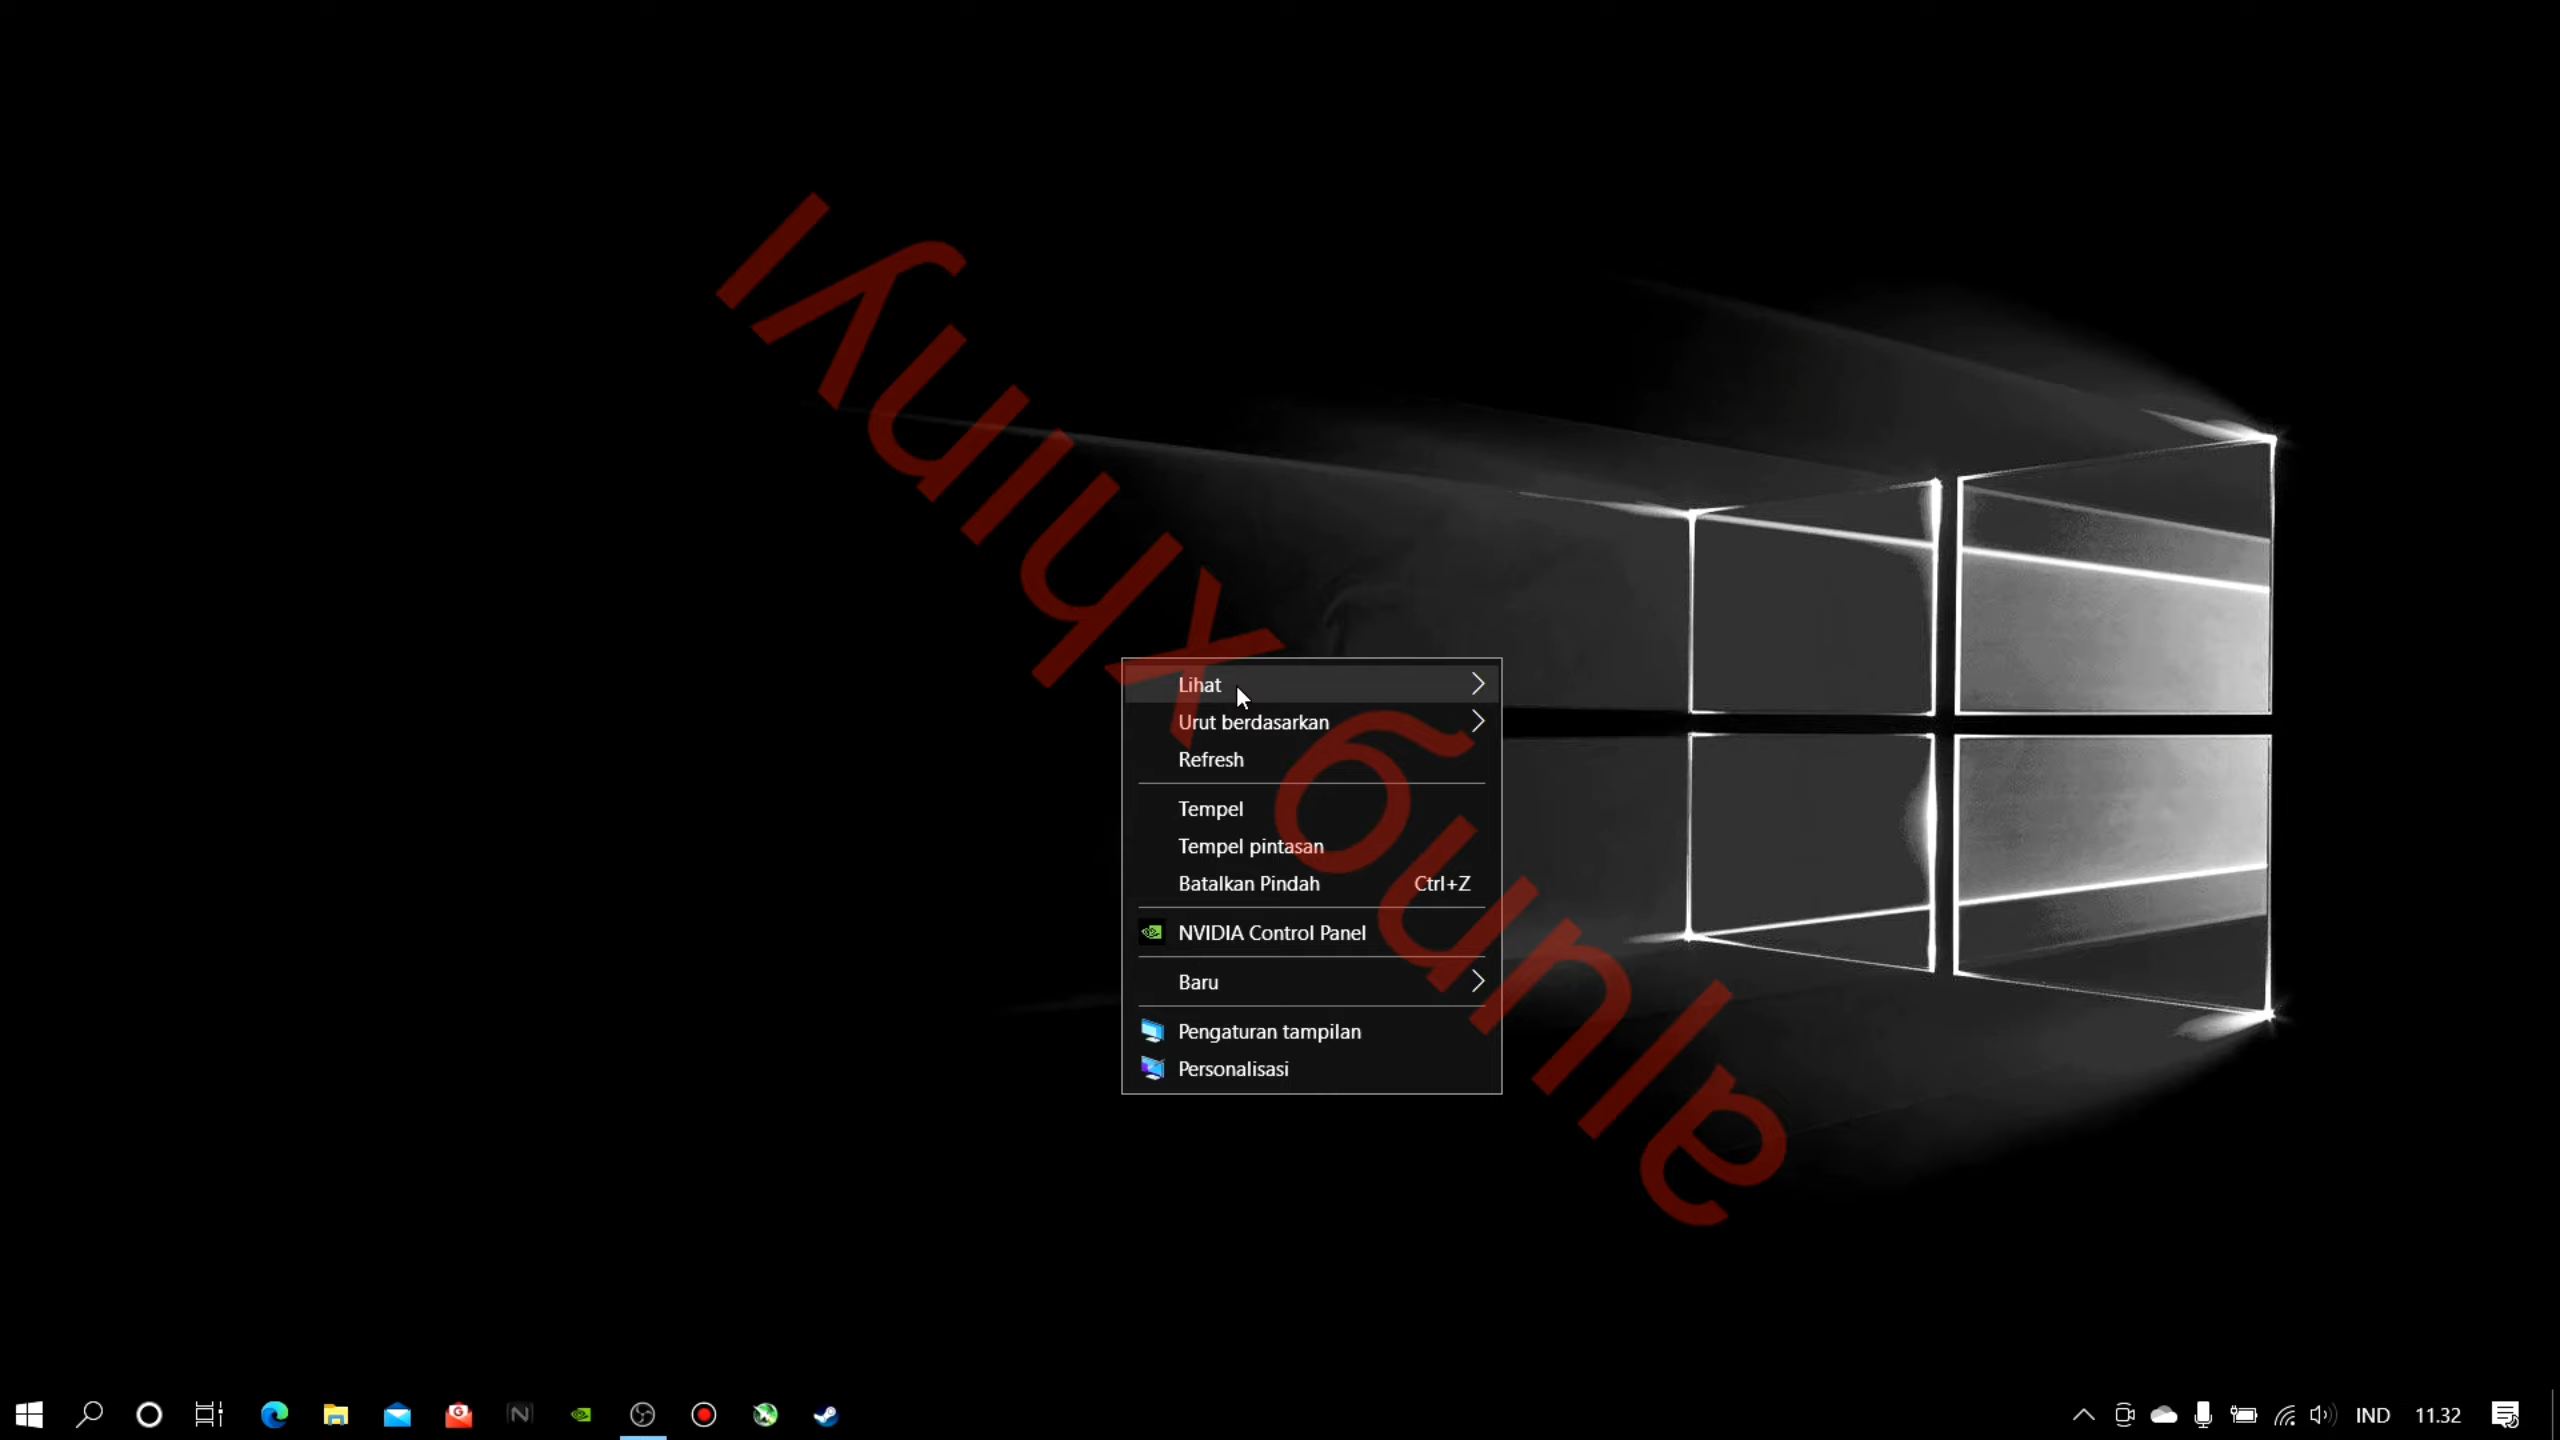 Lihat
Urut berdasarkan
Refresh
Tempel
Tempel pintasan
Batalkan Pindah Ctrl+Z
NVIDIA Control Panel
Baru
Pengaturan tampilan
Personalisasi
IND 11.32